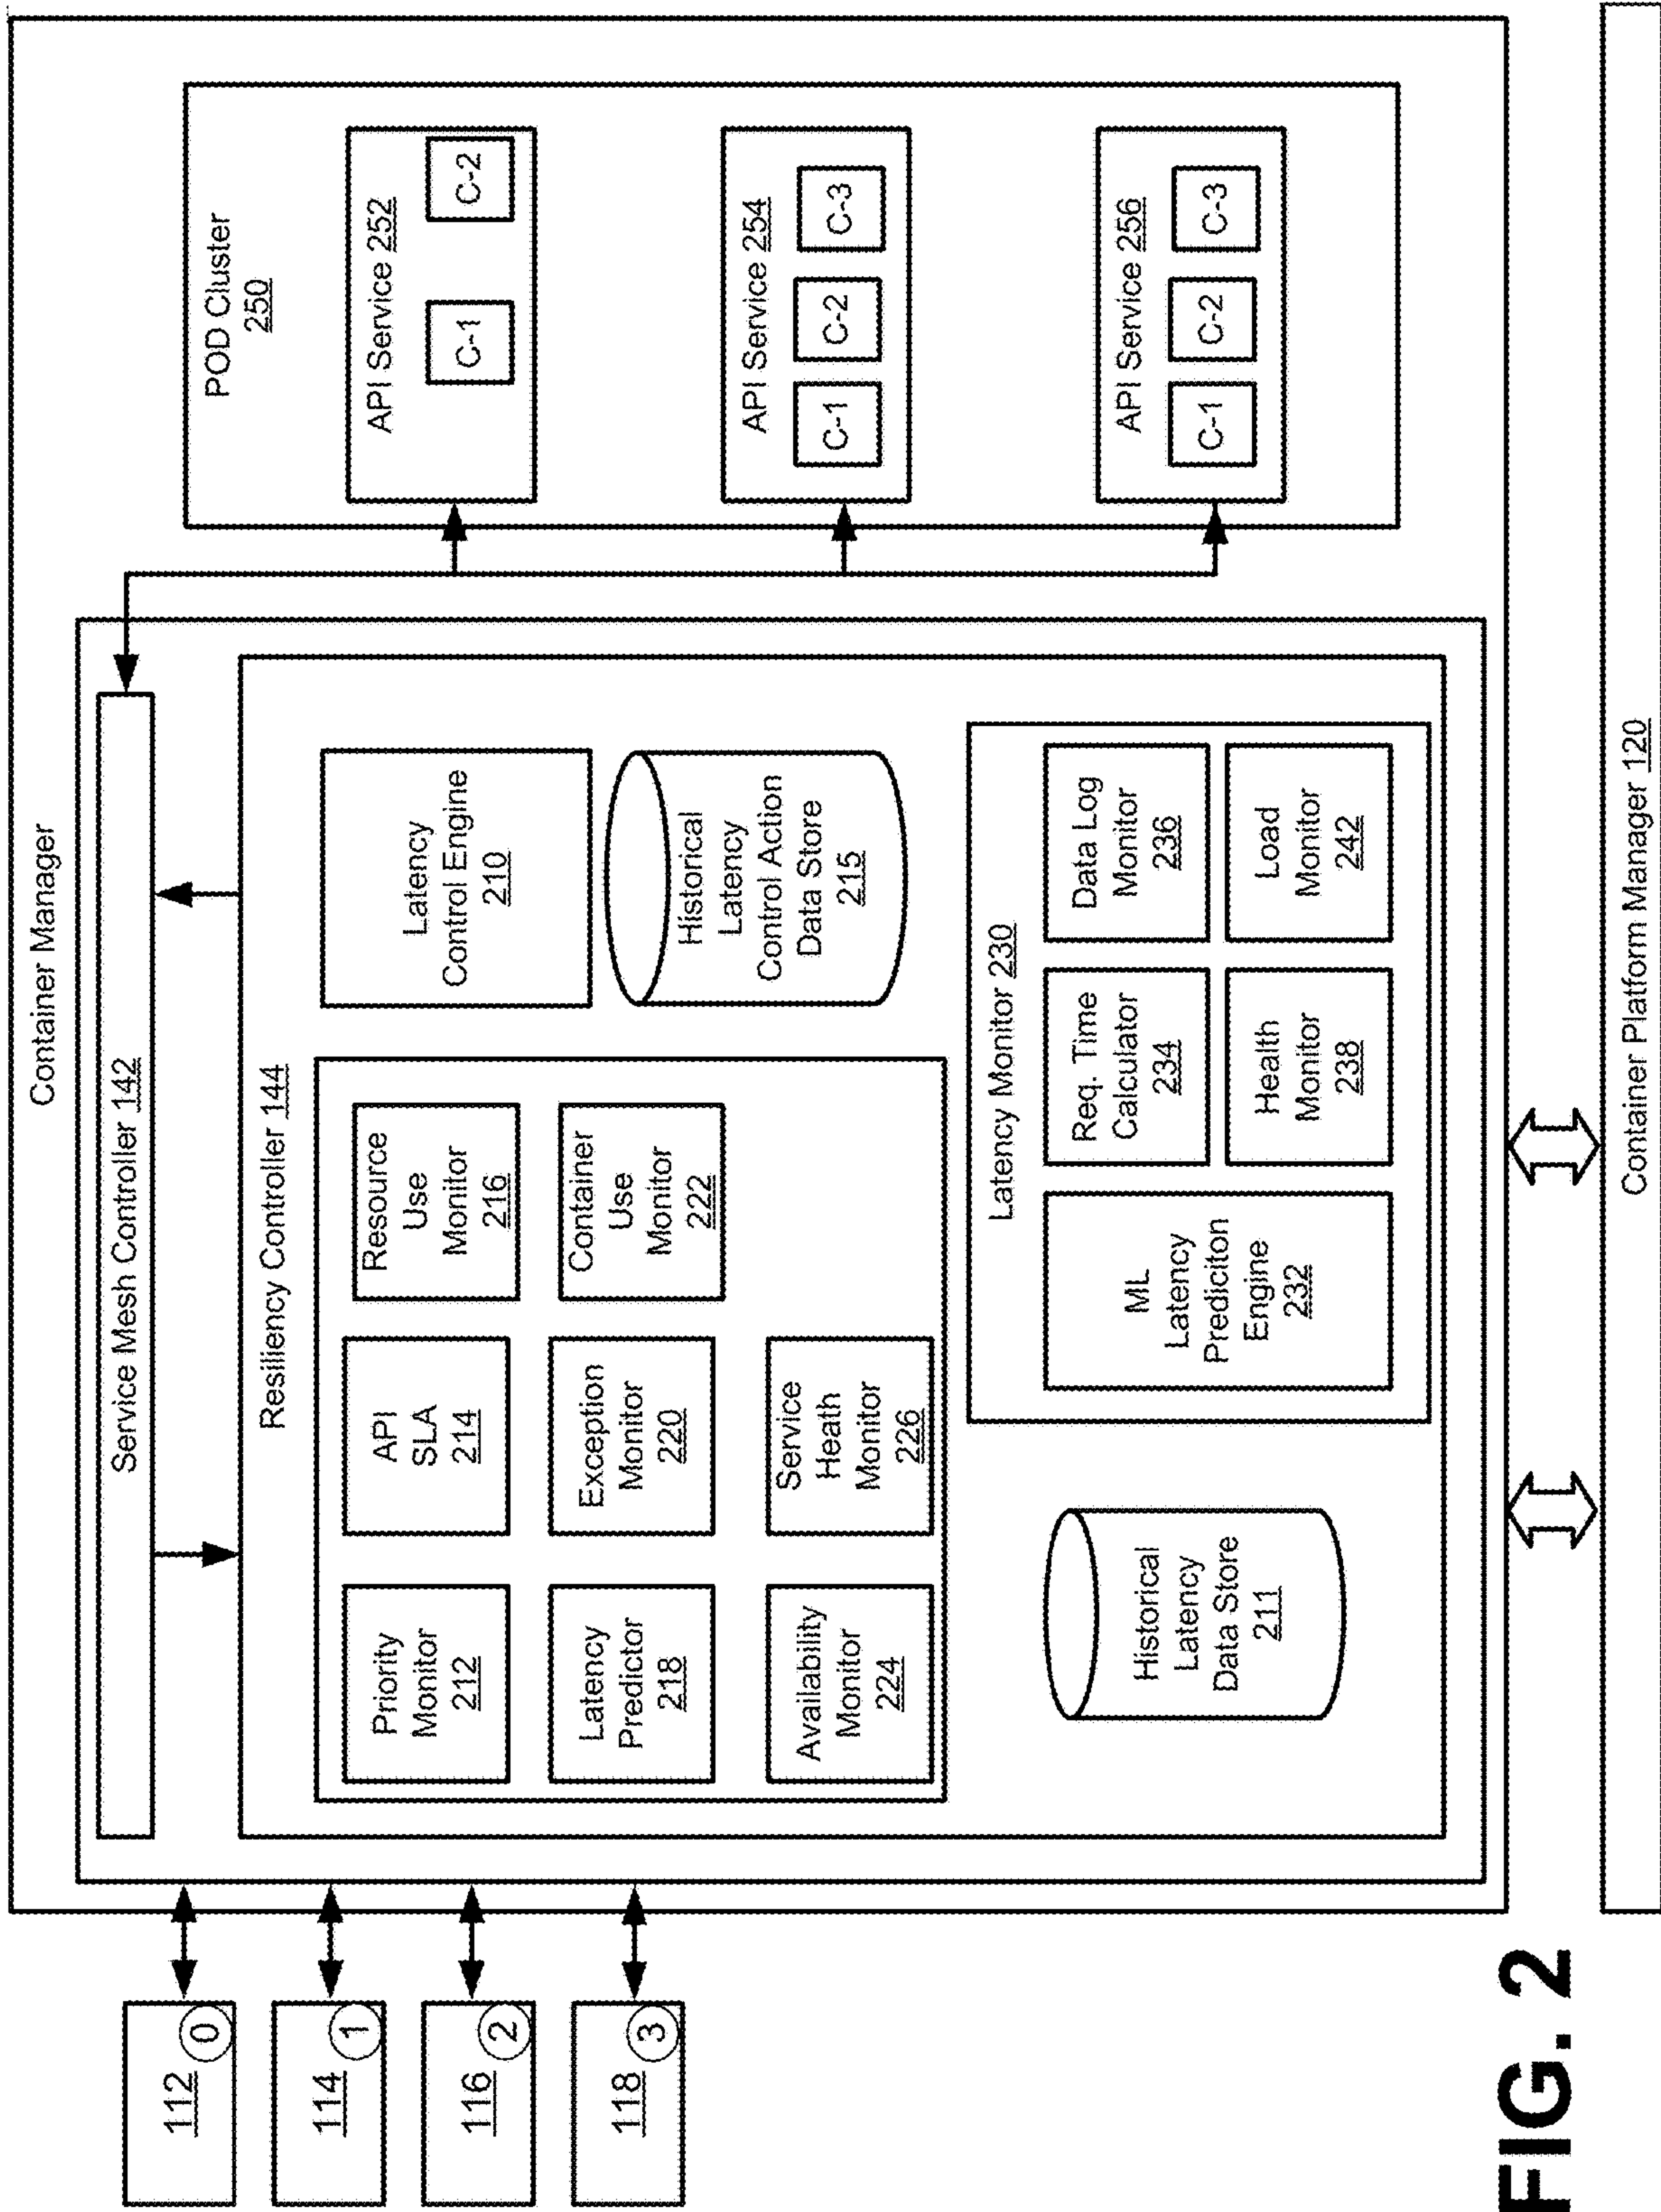 Container Manager
Service Mesh Controller 142
Resiliency Controller 144
Priority
Monitor
212
API
SLA
214
Resource
Use
Monitor
216
Latency
Predictor
218
Exception
Monitor
220
Container
Use
Monitor
222
Availability
Monitor
224
Service
Heath
Monitor
226
Latency
Control Engine
210
Historical
Latency
Control Action
Data Store
215
Historical
Latency
Data Store
211
Latency Monitor 230
ML
Latency
Prediciton
Engine
232
Req. Time
Calculator
234
Data Log
Monitor
236
Health
Monitor
238
Load
Monitor
242
POD Cluster
250
API Service 252
C-1
C-2
API Service 254
C-1
C-2
C-3
API Service 256
C-1
C-2
C-3
112
0
114
1
116
2
118
3
Container Platform Manager 120
FIG. 2